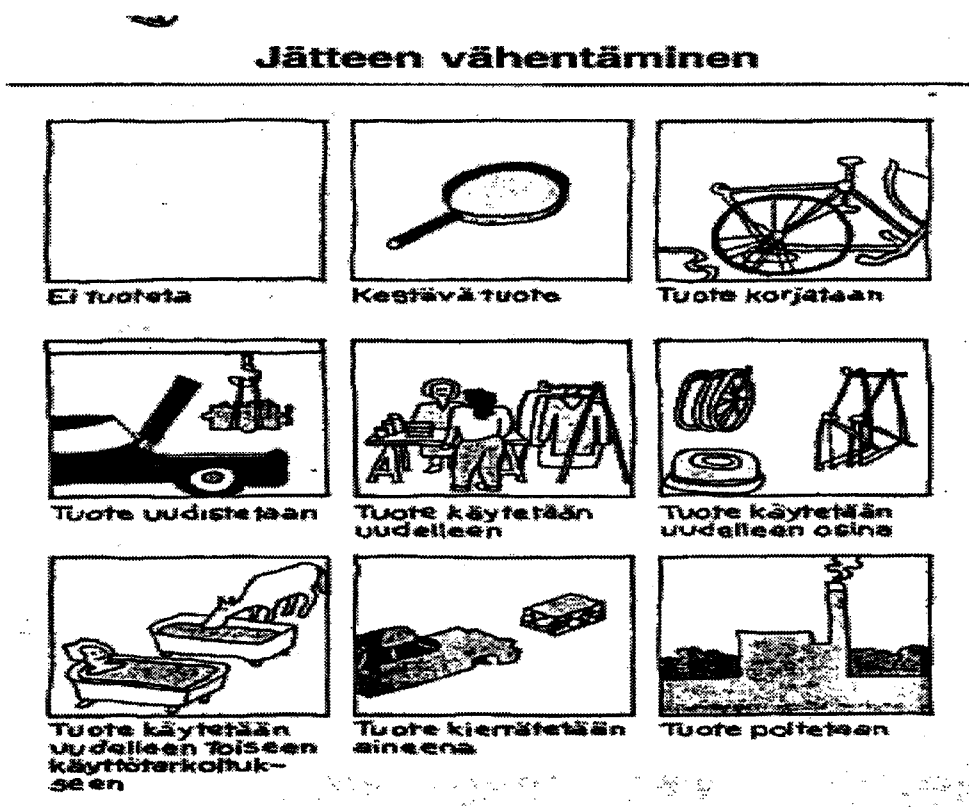 Jätteen vähentäminen
Ei tuoteta
Kestävä tuote
Tuote korjataan
Tuote uudistetaan
Tuote käytetään
uudelleen
Tuote käytetään
uudelleen osina
Tuote käytetään
uudelleen toiseen
käyttötarkoituk-
seen
Tuote kierrätetään
aineena
Tuote poltetaan